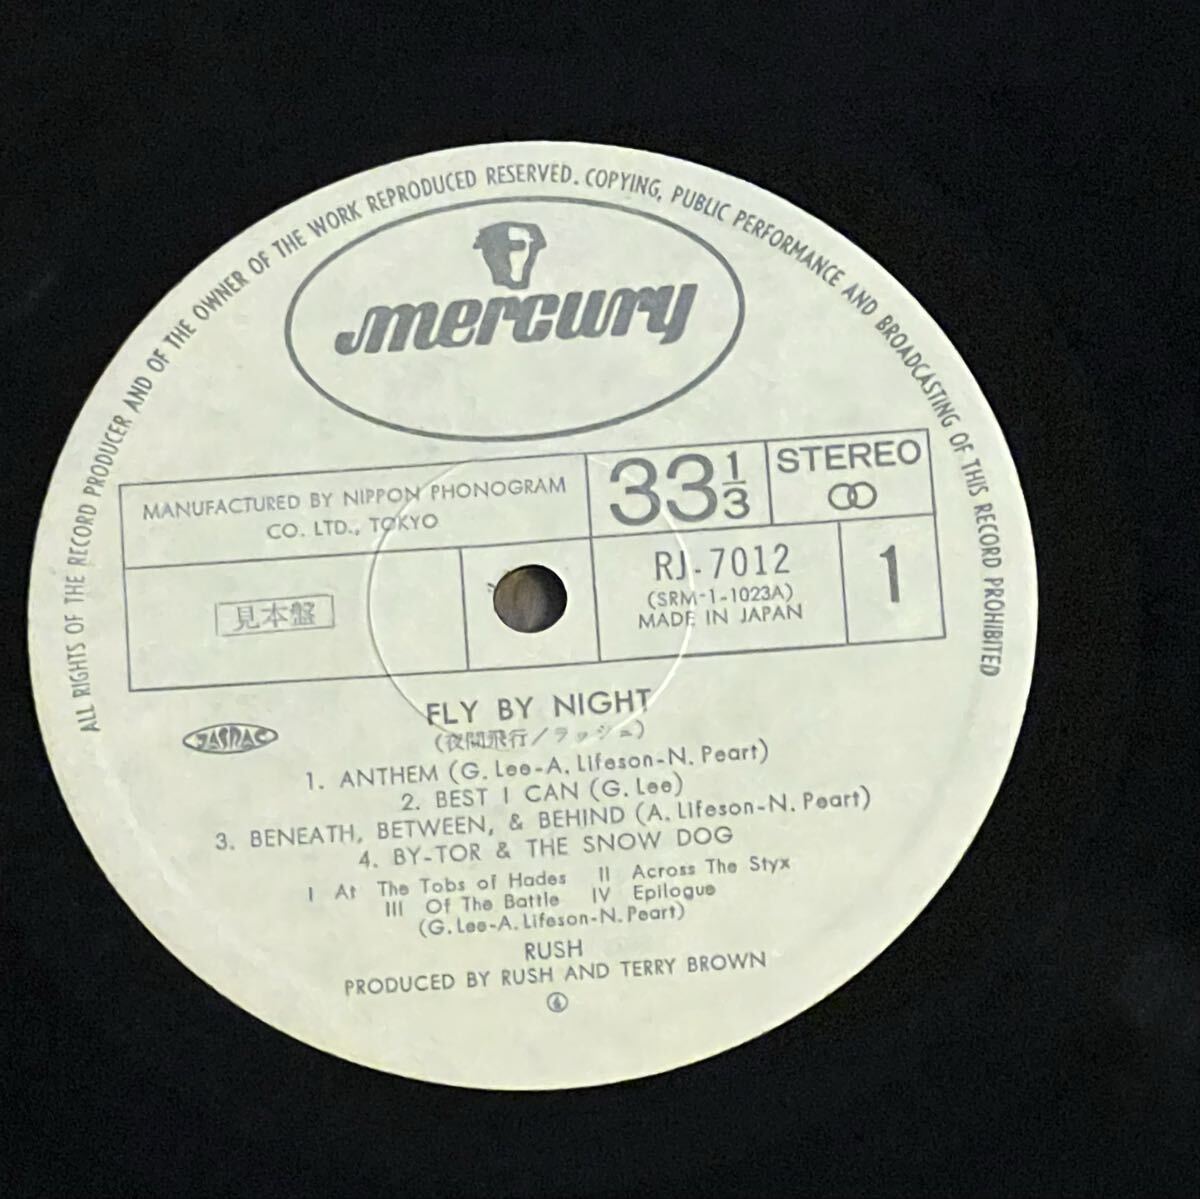 ALL RIGHTS OF THE RECORD PRODUCER AND OF THE OWNER OF THE WORK REPRODUCED RESERVED. COPYING, PUBLIC PERFORMANCE AND BROADCASTING OF THIS RECORD PROHIBITED
mercury
MANUFACTURED BY NIPPON PHONOGRAM
CO. LTD., TOKYO
33 1/3
STEREO
見本盤
RJ-7012
(SRM-1-1023A)
MADE IN JAPAN
1
JASRAC
FLY BY NIGHT
(夜間飛行/ラッシュ)
1. ANTHEM (G. Lee-A. Lifeson-N. Peart)
2. BEST I CAN (G. Lee)
3. BENEATH, BETWEEN, & BEHIND (A. Lifeson-N. Peart)
4. BY-TOR & THE SNOW DOG
I At The Tobs of Hades II Across The Styx
III Of The Battle IV Epilogue
(G. Lee-A. Lifeson-N. Peart)
RUSH
PRODUCED BY RUSH AND TERRY BROWN